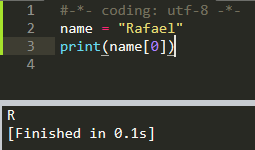 1 #-*- coding: utf-8 -*-
2 name = "Rafael"
3 print(name[0])
4
R
[Finished in 0.1s]